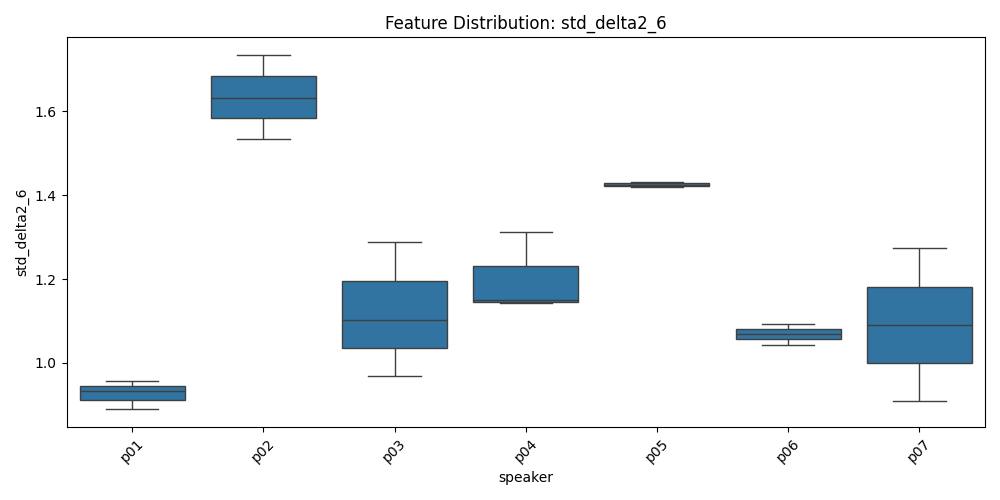 Feature Distribution: std_delta2_6
std_delta2_6
1.6
1.4
1.2
1.0
p01 p02 p03 p04 p05 p06 p07
speaker